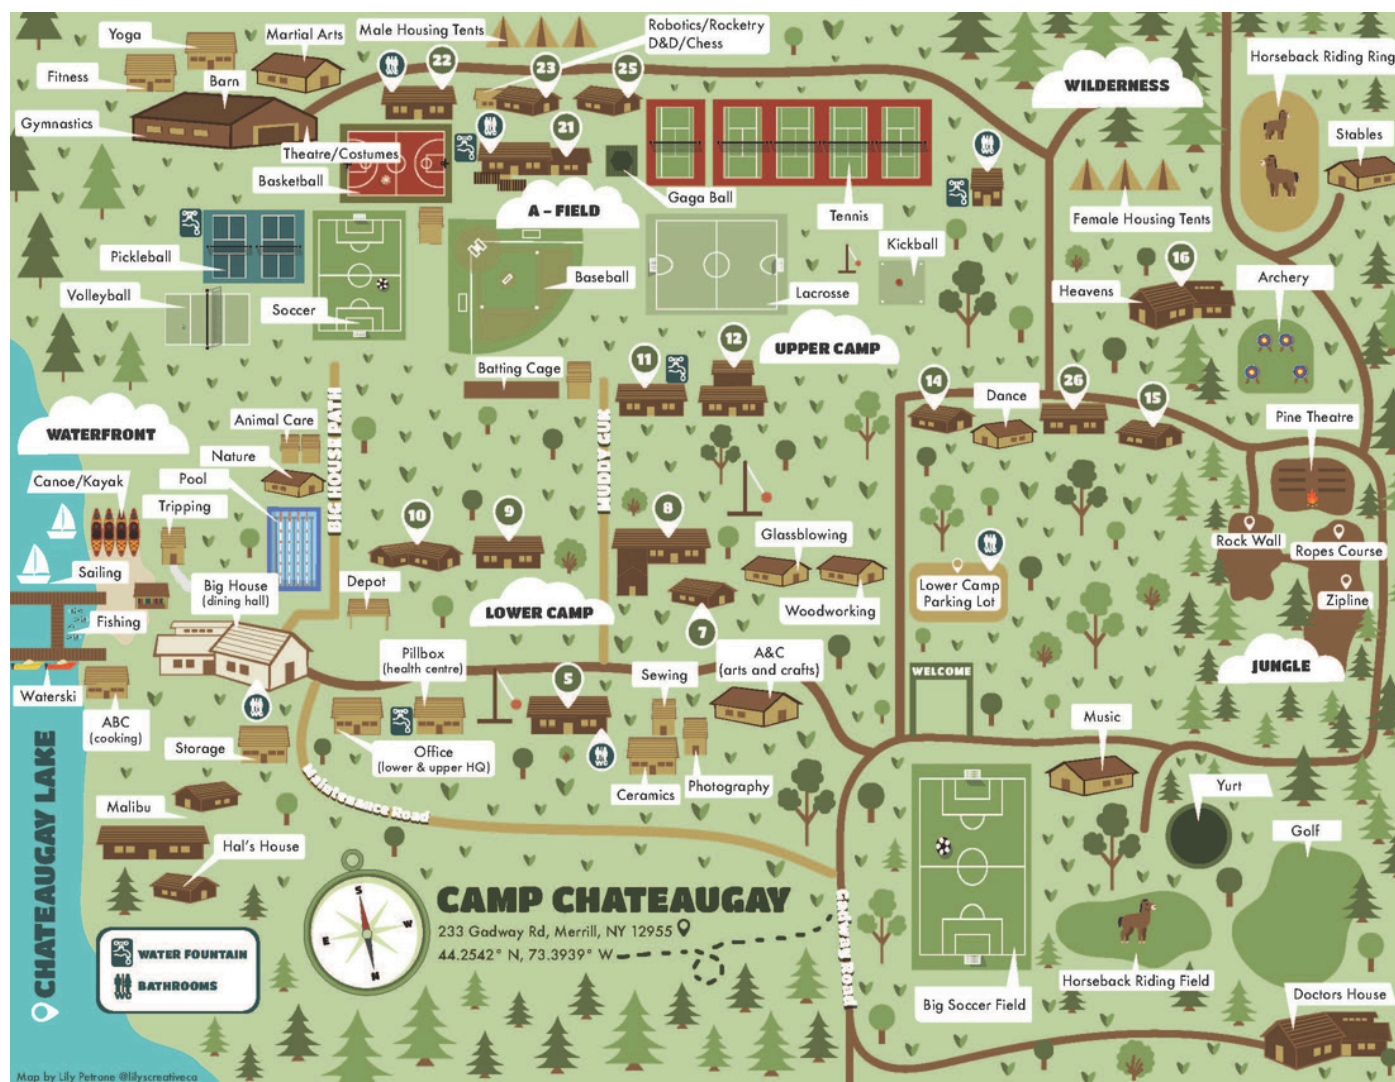 Yoga
Martial Arts
Male Housing Tents
Robotics/Rocketry
D&D/Chess
Horseback Riding Ring
Fitness
Barn
22
23
25
WILDERNESS
Gymnastics
Theatre/Costumes
21
Stables
Basketball
A - FIELD
Gaga Ball
Tennis
Female Housing Tents
Pickleball
Kickball
16
Volleyball
Soccer
Baseball
Lacrosse
Heavens
Archery
UPPER CAMP
11
12
Batting Cage
14
Dance
26
15
Pine Theatre
WATERFRONT
Animal Care
BIG HOUSE PATH
MUDDY GUK
Nature
Canoe/Kayak
Pool
Tripping
10
9
8
Glassblowing
WC
Rock Wall
Ropes Course
Sailing
Big House
(dining hall)
Depot
LOWER CAMP
Woodworking
Lower Camp
Parking Lot
Zipline
Fishing
7
Pillbox
(health centre)
A&C
(arts and crafts)
WELCOME
JUNGLE
Waterski
5
Sewing
ABC
(cooking)
Storage
Office
(lower & upper HQ)
WC
Music
Ceramics
Photography
Yurt
Malibu
Maintenance Road
Golf
Hal's House
CHATEAUGAY LAKE
S
W
E
N
CAMP CHATEAUGAY
233 Gadway Rd, Merrill, NY 12955
44.2542° N, 73.3939° W
GADWAY ROAD
WATER FOUNTAIN
WC
BATHROOMS
Big Soccer Field
Horseback Riding Field
Doctors House
Map by Lily Petrone @lilyscreativeca